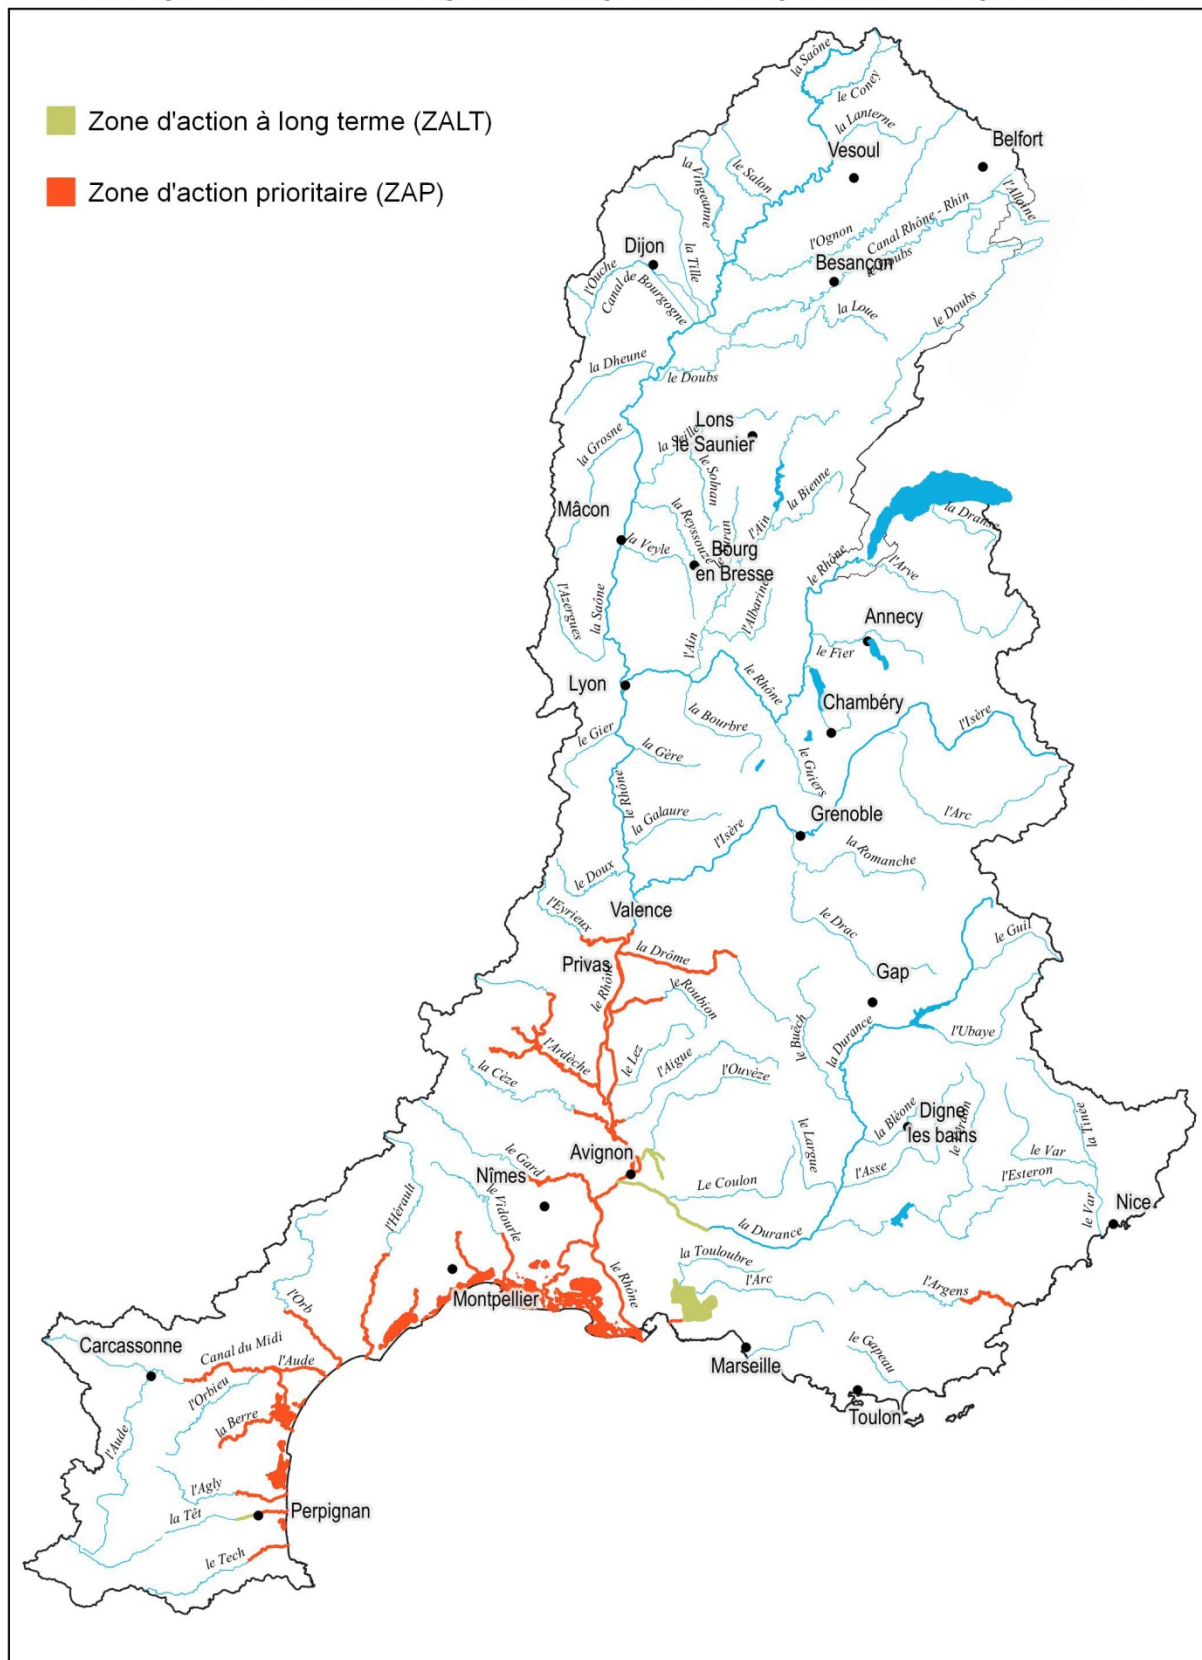 Zone d'action à long terme (ZALT)
Zone d'action prioritaire (ZAP)
la Saône
le Coney
la Lanterne
Vesoul
Belfort
l'Allaine
le Salon
la Vingeanne
l'Ognon
Canal Rhône - Rhin
le Doubs
Besançon
Dijon
la Tille
l'Ouche
Canal de Bourgogne
la Loue
le Doubs
la Dheune
le Doubs
Lons
le Saunier
la Seille
la Grosne
le Solnan
la Bienne
Mâcon
la Reyssouze
l'Ain
la Veyle
Bourg
en Bresse
la Dranse
le Rhône
l'Arve
l'Azergues
la Saône
l'Albarine
l'Ain
Annecy
le Fier
Lyon
le Rhône
Chambéry
la Bourbre
l'Isère
le Gier
la Gère
le Guiers
le Rhône
la Galaure
l'Isère
Grenoble
l'Arc
la Romanche
le Doux
l'Eyrieux
Valence
le Drac
le Guil
la Drôme
Privas
le Rhône
Gap
le Roubion
le Buëch
la Durance
l'Ubaye
l'Ardèche
le Lez
l'Aigue
l'Ouvèze
la Cèze
la Bléone
Digne
les bains
la Tinée
le Largue
Avignon
le Gard
Nîmes
Le Coulon
l'Asse
le Var
l'Esteron
le Vidourle
l'Hérault
la Durance
le Var
Nice
la Touloubre
l'Arc
le Rhône
l'Argens
Montpellier
l'Orb
Carcassonne
Canal du Midi
l'Aude
Marseille
le Gapeau
Toulon
l'Orbieu
la Berre
l'Aude
l'Agly
la Têt
Perpignan
le Tech